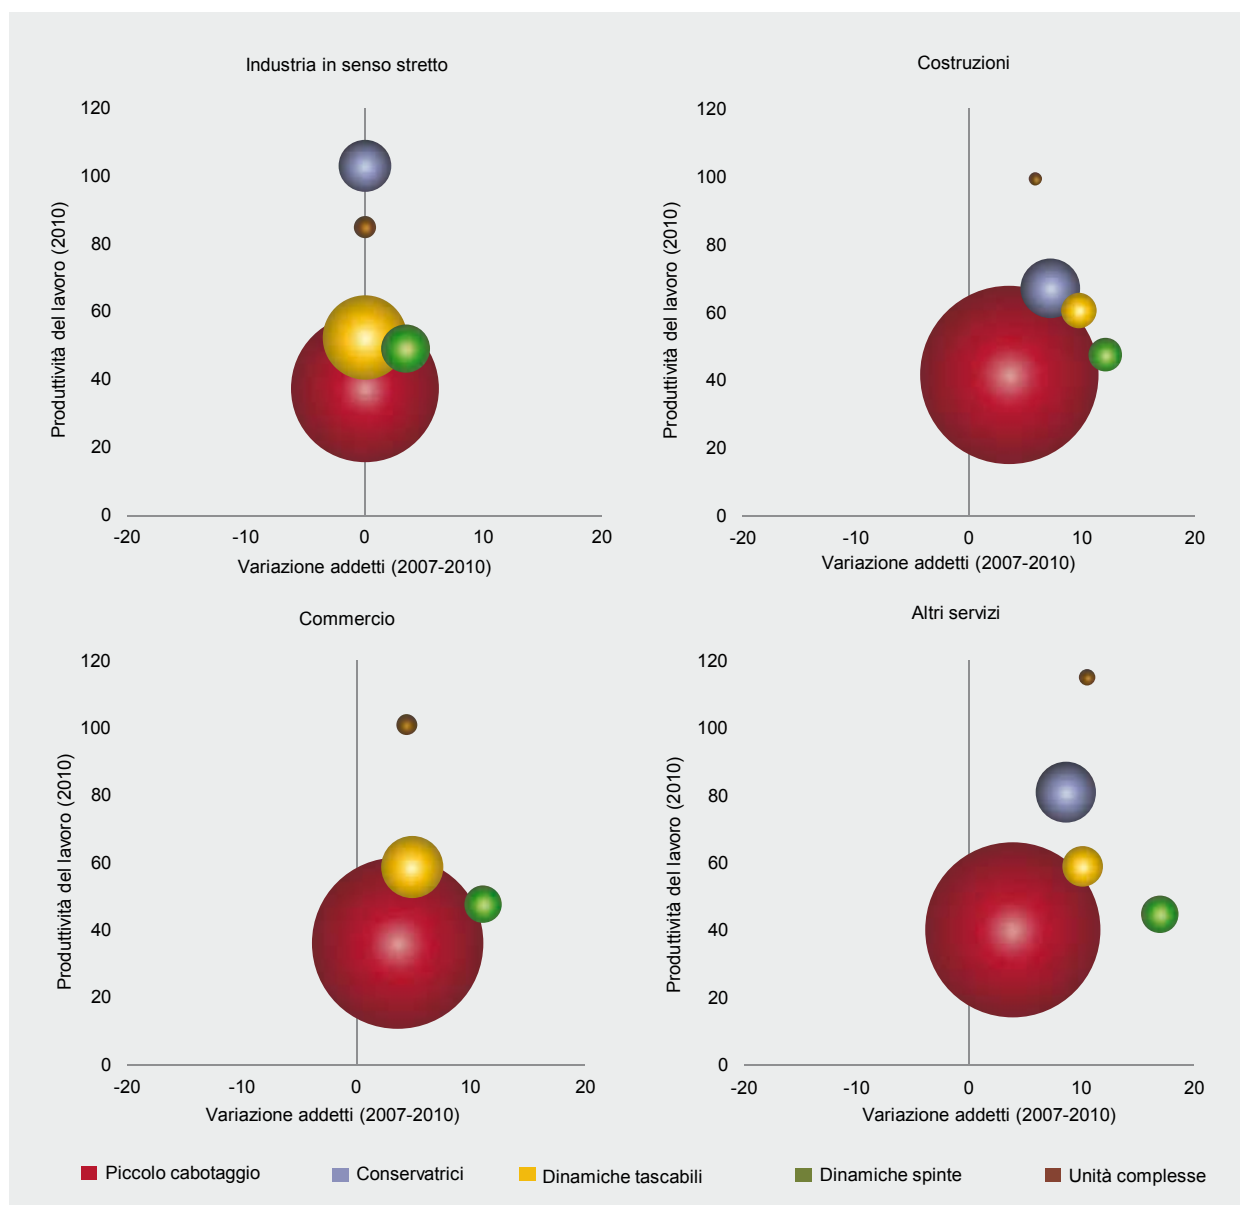 Industria in senso stretto
120
100
80
60
40
20
0
-20 -10 0 10 20
Produttività del lavoro (2010)
Variazione addetti (2007-2010)
Costruzioni
120
100
80
60
40
20
0
-20 -10 0 10 20
Produttività del lavoro (2010)
Variazione addetti (2007-2010)
Commercio
120
100
80
60
40
20
0
-20 -10 0 10 20
Produttività del lavoro (2010)
Variazione addetti (2007-2010)
Altri servizi
120
100
80
60
40
20
0
-20 -10 0 10 20
Produttività del lavoro (2010)
Variazione addetti (2007-2010)
Piccolo cabotaggio Conservatrici Dinamiche tascabili Dinamiche spinte Unità complesse